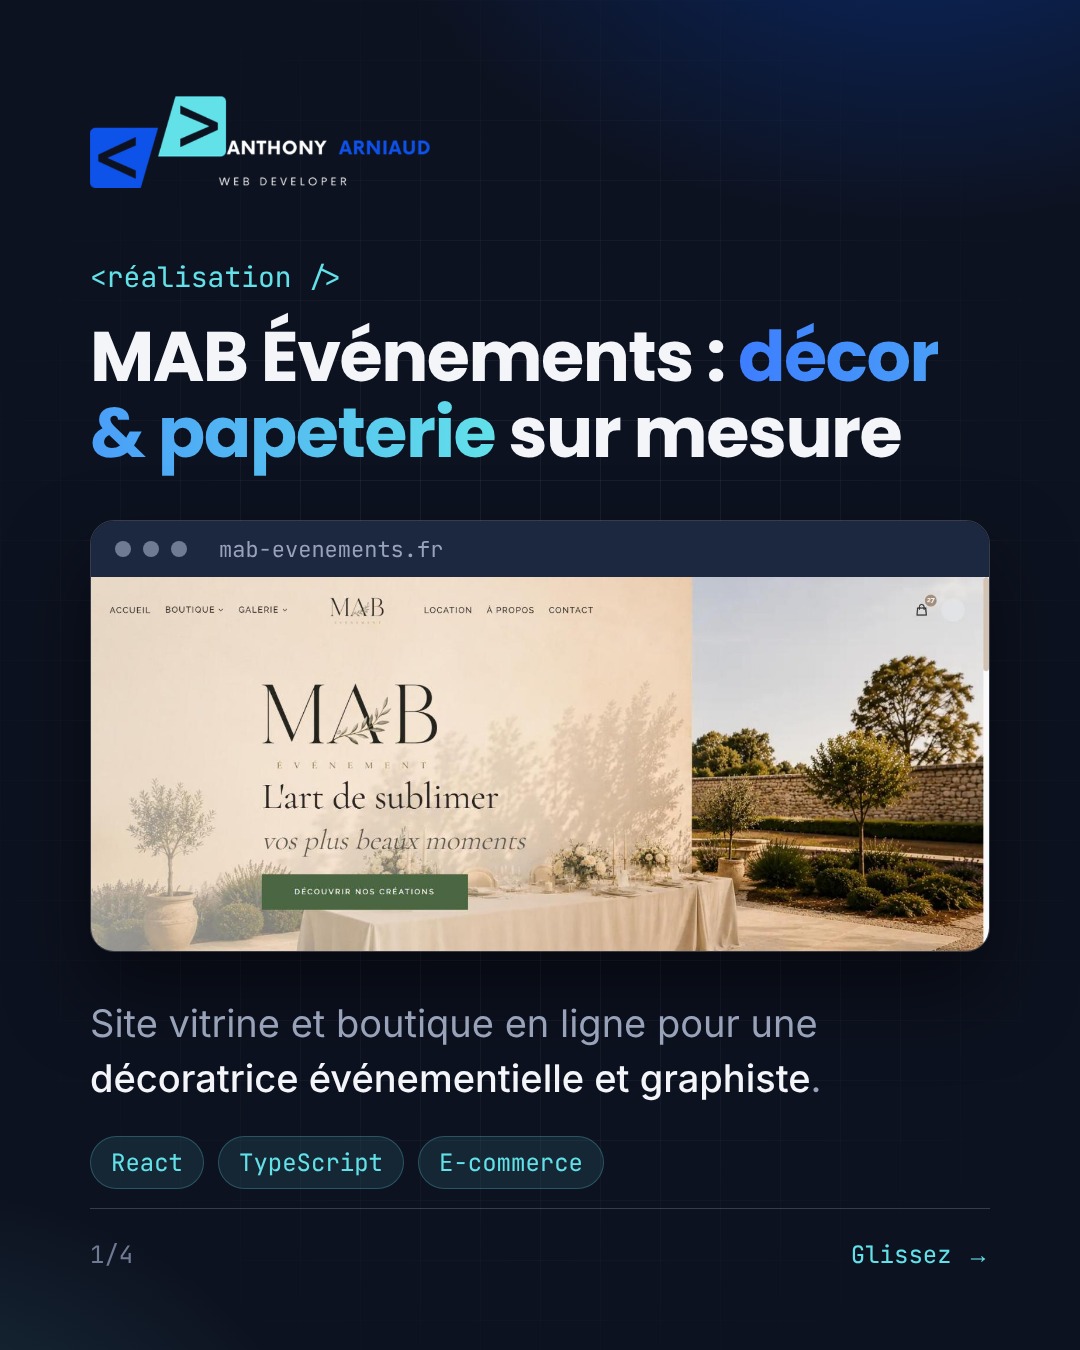 < >
ANTHONY ARNIAUD
WEB DEVELOPER
<réalisation />
MAB Événements : décor
& papeterie sur mesure
mab-evenements.fr
ACCUEIL BOUTIQUE GALERIE MAB LOCATION À PROPOS CONTACT 27
MAB
ÉVÉNEMENT
L'art de sublimer
vos plus beaux moments
DÉCOUVRIR NOS CRÉATIONS
Site vitrine et boutique en ligne pour une
décoratrice événementielle et graphiste.
React TypeScript E-commerce
1/4 Glissez →